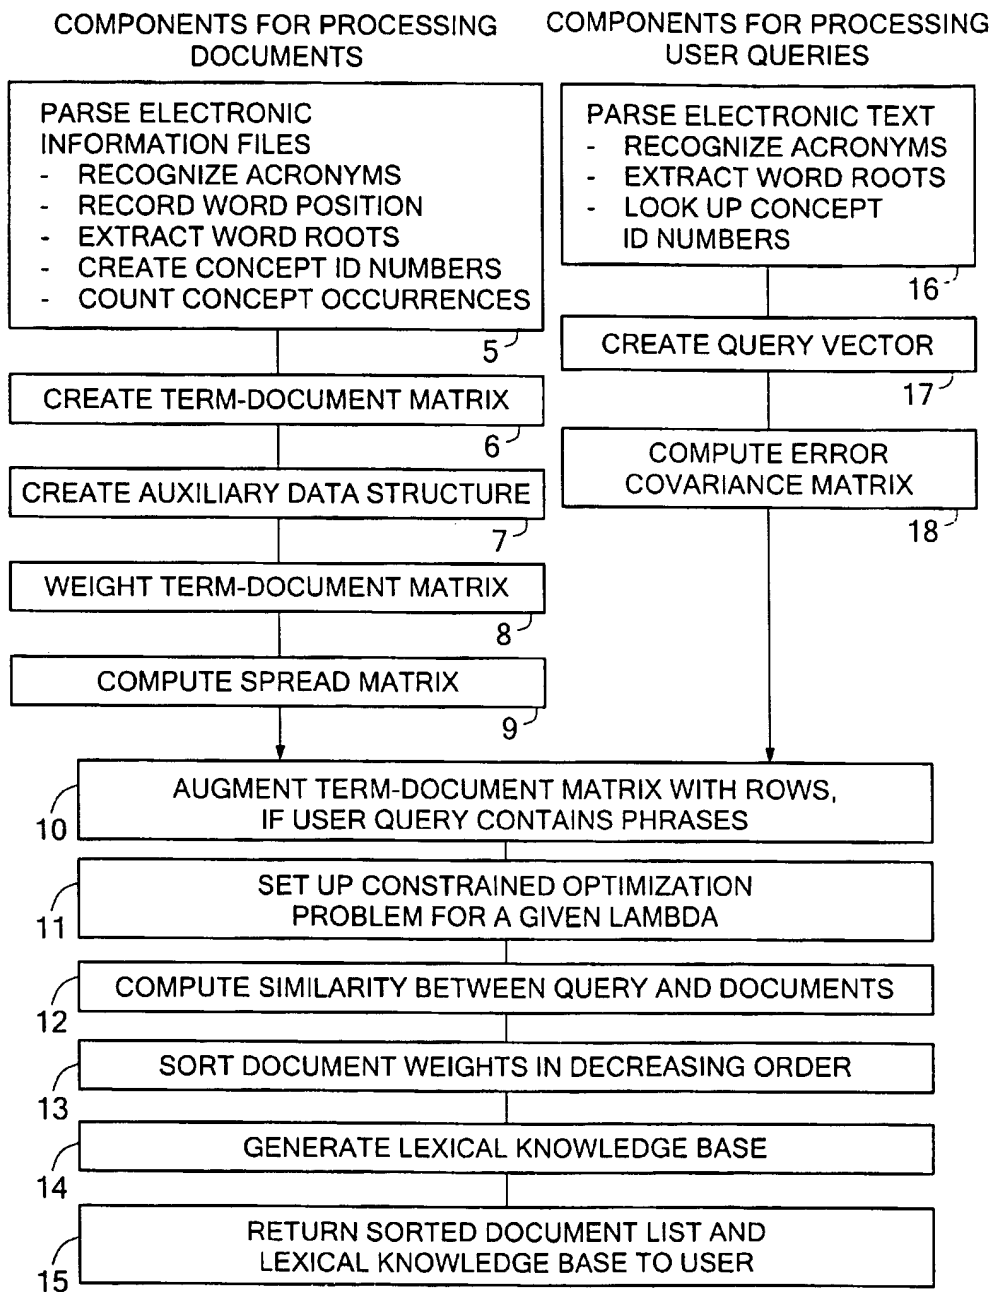 COMPONENTS FOR PROCESSING
DOCUMENTS
PARSE ELECTRONIC
INFORMATION FILES
- RECOGNIZE ACRONYMS
- RECORD WORD POSITION
- EXTRACT WORD ROOTS
- CREATE CONCEPT ID NUMBERS
- COUNT CONCEPT OCCURRENCES
5
CREATE TERM-DOCUMENT MATRIX
6
CREATE AUXILIARY DATA STRUCTURE
7
WEIGHT TERM-DOCUMENT MATRIX
8
COMPUTE SPREAD MATRIX
9
COMPONENTS FOR PROCESSING
USER QUERIES
PARSE ELECTRONIC TEXT
- RECOGNIZE ACRONYMS
- EXTRACT WORD ROOTS
- LOOK UP CONCEPT
ID NUMBERS
16
CREATE QUERY VECTOR
17
COMPUTE ERROR
COVARIANCE MATRIX
18
AUGMENT TERM-DOCUMENT MATRIX WITH ROWS,
IF USER QUERY CONTAINS PHRASES
10
SET UP CONSTRAINED OPTIMIZATION
PROBLEM FOR A GIVEN LAMBDA
11
COMPUTE SIMILARITY BETWEEN QUERY AND DOCUMENTS
12
SORT DOCUMENT WEIGHTS IN DECREASING ORDER
13
GENERATE LEXICAL KNOWLEDGE BASE
14
RETURN SORTED DOCUMENT LIST AND
LEXICAL KNOWLEDGE BASE TO USER
15